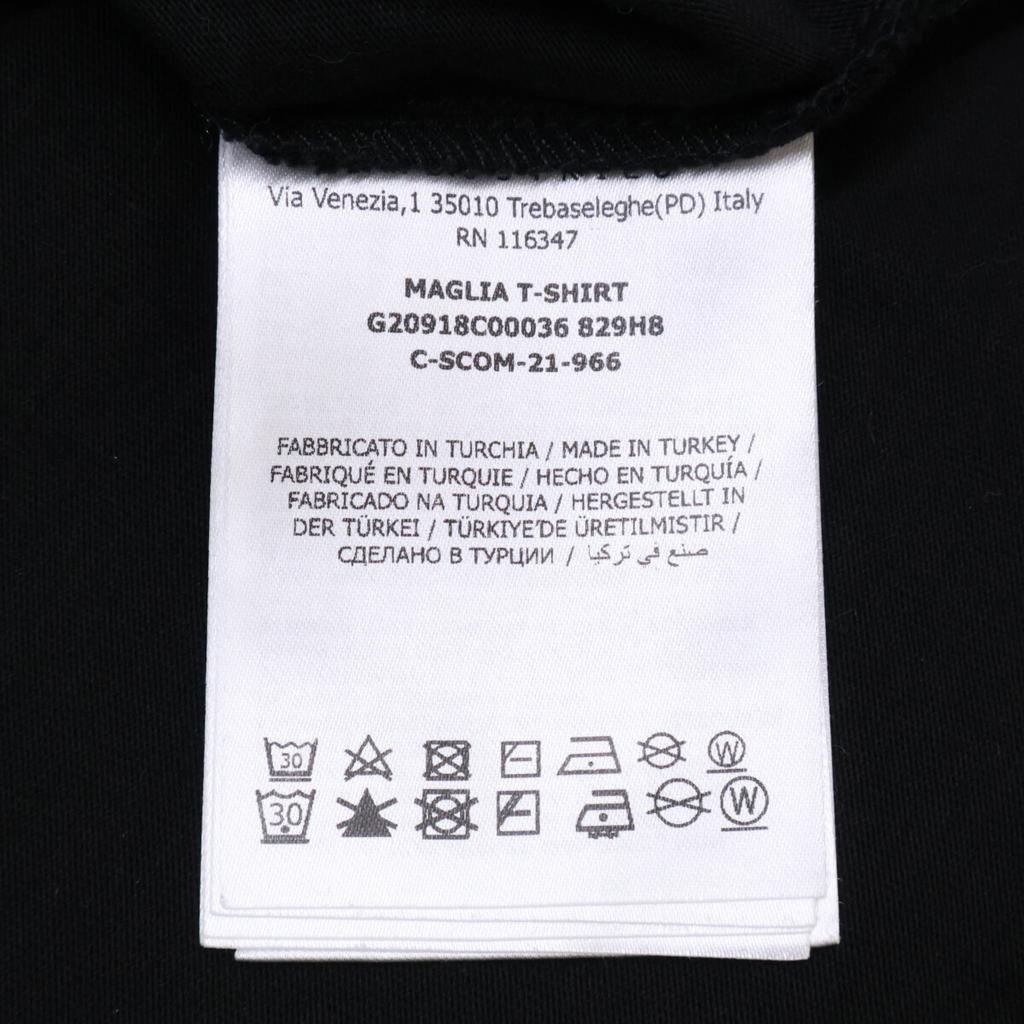 Via Venezia,1 35010 Trebaseleghe(PD) Italy
RN 116347
MAGLIA T-SHIRT
G20918C00036 829H8
C-SCOM-21-966
FABBRICATO IN TURCHIA / MADE IN TURKEY /
FABRIQUÉ EN TURQUIE / HECHO EN TURQUÍA /
FABRICADO NA TURQUIA / HERGESTELLT IN
DER TÜRKEI / TÜRKIYE'DE ÜRETILMISTIR /
СДЕЛАНО В ТУРЦИИ / صنع في تركيا
30 W
30 W